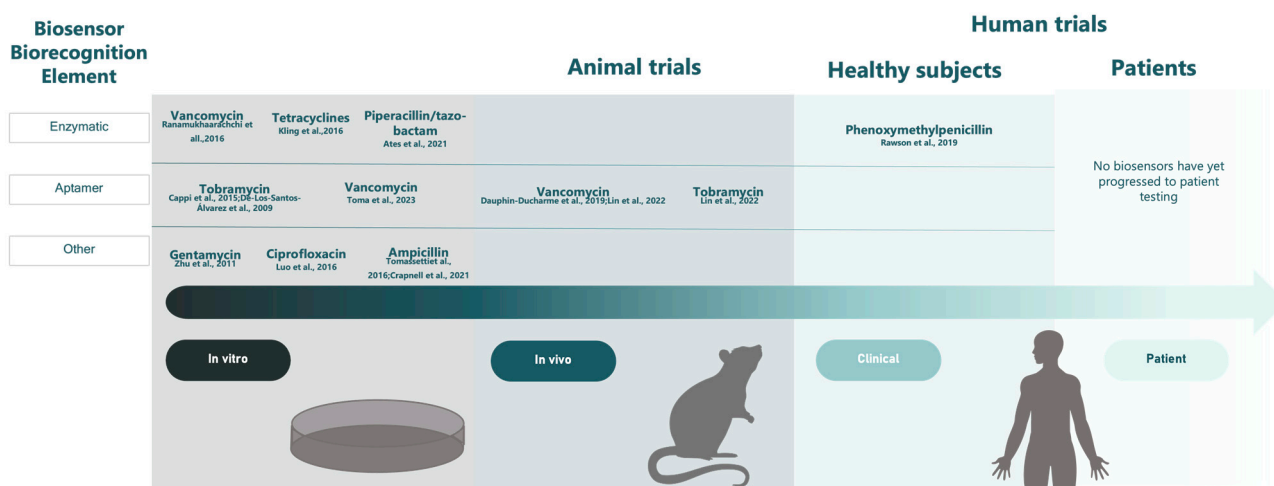 Human trials
Biosensor
Biorecognition
Element
Animal trials
Healthy subjects
Patients
Enzymatic
Vancomycin
Ranamukhaarachchi et
all.,2016
Tetracyclines
Kling et al.,2016
Piperacillin/tazo-
bactam
Ates et al., 2021
Phenoxymethylpenicillin
Rawson et al., 2019
No biosensors have yet
progressed to patient
testing
Aptamer
Tobramycin
Cappi et al., 2015;De-Los-Santos-
Álvarez et al., 2009
Vancomycin
Toma et al., 2023
Vancomycin
Dauphin-Ducharme et al., 2019;Lin et al., 2022
Tobramycin
Lin et al., 2022
Other
Gentamycin
Zhu et al., 2011
Ciprofloxacin
Luo et al., 2016
Ampicillin
Tomassettiet al.,
2016;Crapnell et al., 2021
In vitro
In vivo
Clinical
Patient